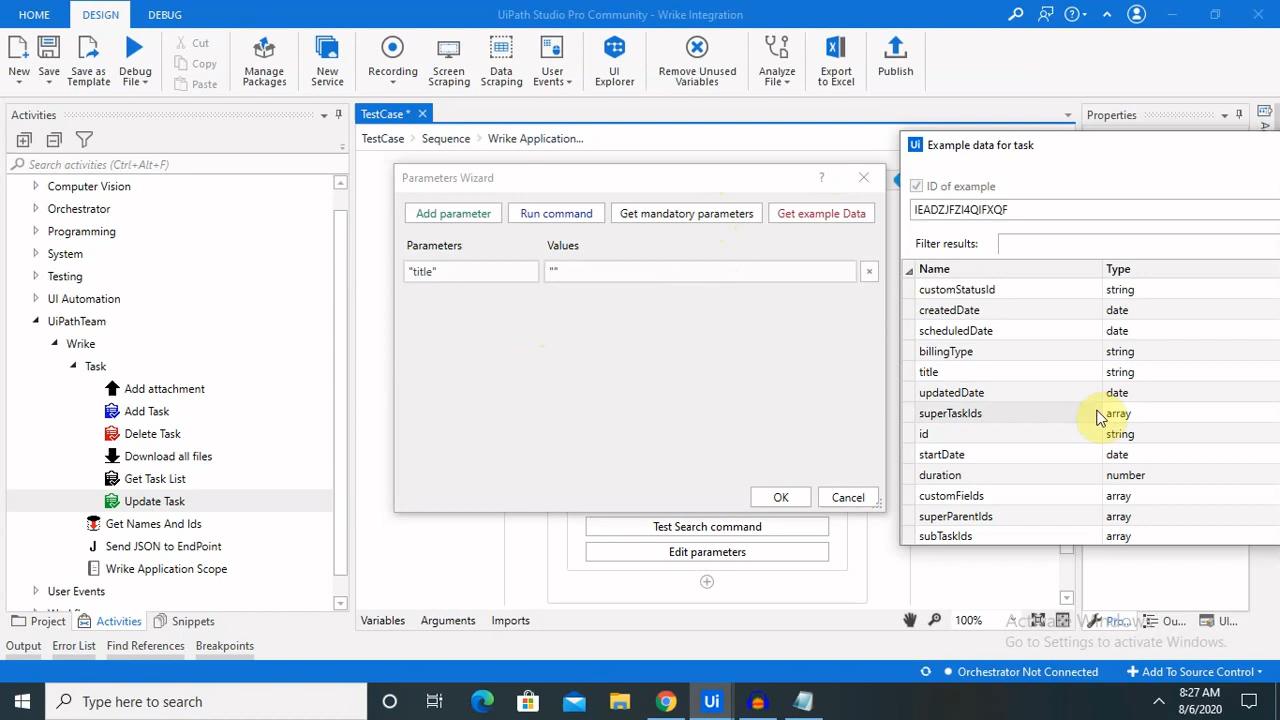 HOME DESIGN DEBUG UiPath Studio Pro Community - Wrike Integration
New Save Save as Template Debug File Cut Copy Paste Manage Packages New Service Recording Screen Scraping Data Scraping User Events UI Explorer Remove Unused Variables Analyze File Export to Excel Publish
Activities
Search activities (Ctrl+Alt+F)
Computer Vision
Orchestrator
Programming
System
Testing
UI Automation
UiPathTeam
Wrike
Task
Add attachment
Add Task
Delete Task
Download all files
Get Task List
Update Task
Get Names And Ids
Send JSON to EndPoint
Wrike Application Scope
User Events
Project Activities Snippets
TestCase *
TestCase > Sequence > Wrike Application...
Parameters Wizard ?
Add parameter Run command Get mandatory parameters Get example Data
Parameters Values
"title" ""
OK Cancel
Test Search command
Edit parameters
Variables Arguments Imports 100%
Properties
Ui Example data for task
ID of example
IEADZJFZI4QIFXQF
Filter results:
Name Type
customStatusId string
createdDate date
scheduledDate date
billingType string
title string
updatedDate date
superTaskIds array
id string
startDate date
duration number
customFields array
superParentIds array
subTaskIds array
Pro... Ou... UI...
Activate Windows
Go to Settings to activate Windows.
Output Error List Find References Breakpoints
Orchestrator Not Connected Add To Source Control
Type here to search
Ui
8:27 AM
8/6/2020